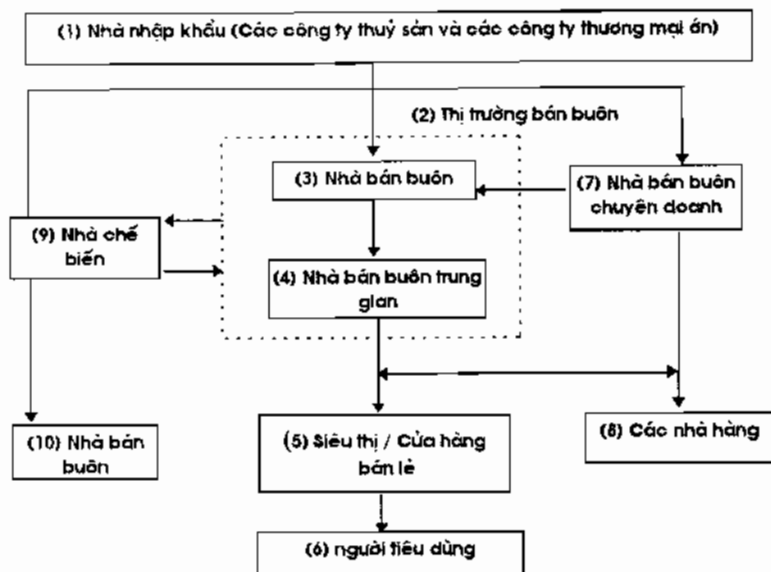 (1) Nhà nhập khẩu (Các công ty thuỷ sản và các công ty thương mại ớn)
(2) Thị trường bán buôn
(3) Nhà bán buôn
(7) Nhà bán buôn
chuyên doanh
(9) Nhà chế
biến
(4) Nhà bán buôn trung
gian
(10) Nhà bán
buôn
(5) Siêu thị / Cửa hàng
bán lẻ
(8) Các nhà hàng
(6) người tiêu dùng